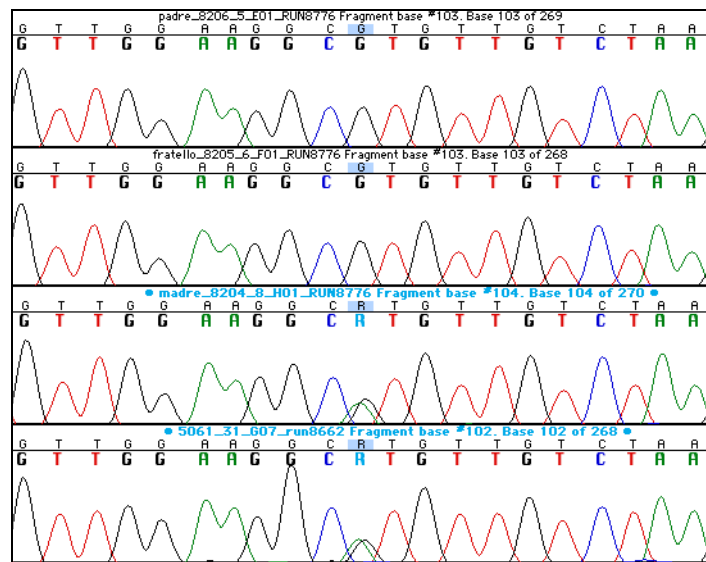 padre_8206_5_E01_RUN8776 Fragment base #103. Base 103 of 269
G T T G G A A G G C G T G T T G T C T A A
G T T G G A A G G C G T G T T G T C T A A
fratello_8205_6_F01_RUN8776 Fragment base #103. Base 103 of 268
G T T G G A A G G C G T G T T G T C T A A
G T T G G A A G G C G T G T T G T C T A A
madre_8204_8_H01_RUN8776 Fragment base #104. Base 104 of 270
G T T G G A A G G C R T G T T G T C T A A
G T T G G A A G G C R T G T T G T C T A A
5061_31_G07_run8662 Fragment base #102. Base 102 of 268
G T T G G A A G G C R T G T T G T C T A A
G T T G G A A G G C R T G T T G T C T A A